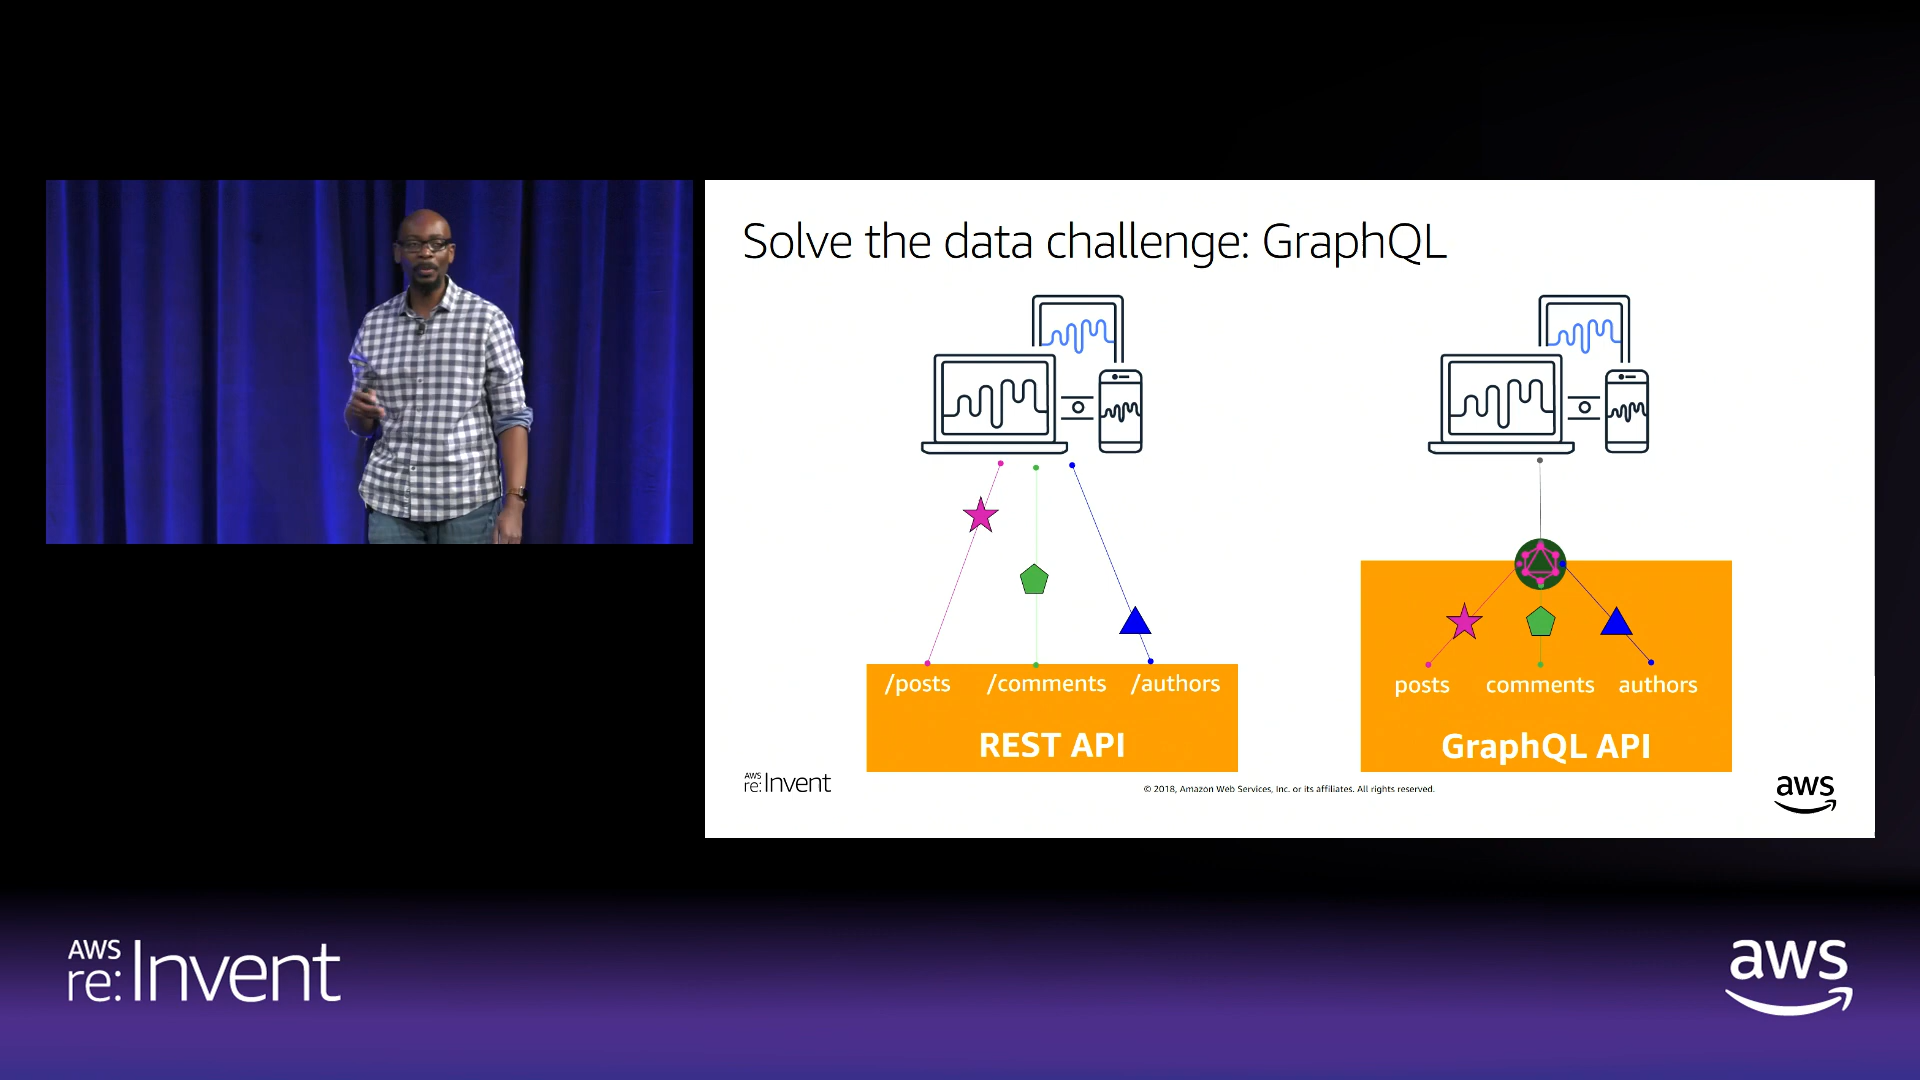 Solve the data challenge: GraphQL
/posts /comments /authors
REST API
posts comments authors
GraphQL API
AWS
re:Invent
© 2018, Amazon Web Services, Inc. or its affiliates. All rights reserved.
aws
AWS
re:Invent
aws